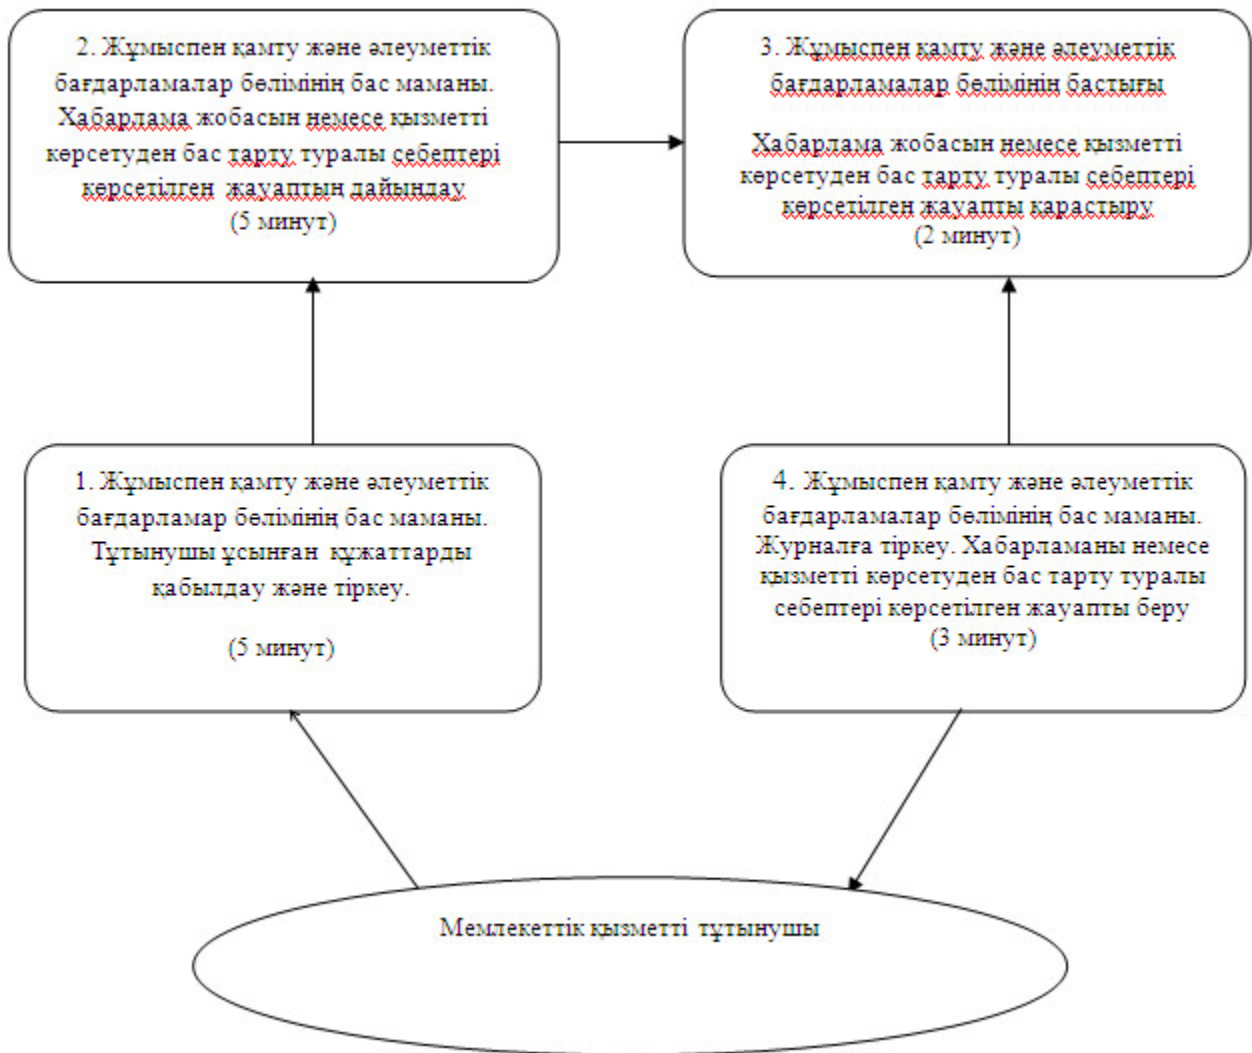 2. Жұмыспен қамту және әлеуметтік
бағдарламалар бөлімінің бас маманы.
Хабарлама жобасын немесе қызметті
көрсетуден бас тарту туралы себептері
көрсетілген жауаптың дайындау
(5 минут)
3. Жұмыспен қамту және әлеуметтік
бағдарламалар бөлімінің бастығы
Хабарлама жобасын немесе қызметті
көрсетуден бас тарту туралы себептері
көрсетілген жауапты қарастыру
(2 минут)
1. Жұмыспен қамту және әлеуметтік
бағдарламар бөлімінің бас маманы.
Тұтынушы ұсынған құжаттарды
қабылдау және тіркеу.
(5 минут)
4. Жұмыспен қамту және әлеуметтік
бағдарламалар бөлімінің бас маманы.
Журналға тіркеу. Хабарламаны немесе
қызметті көрсетуден бас тарту туралы
себептері көрсетілген жауапты беру
(3 минут)
Мемлекеттік қызметті тұтынушы